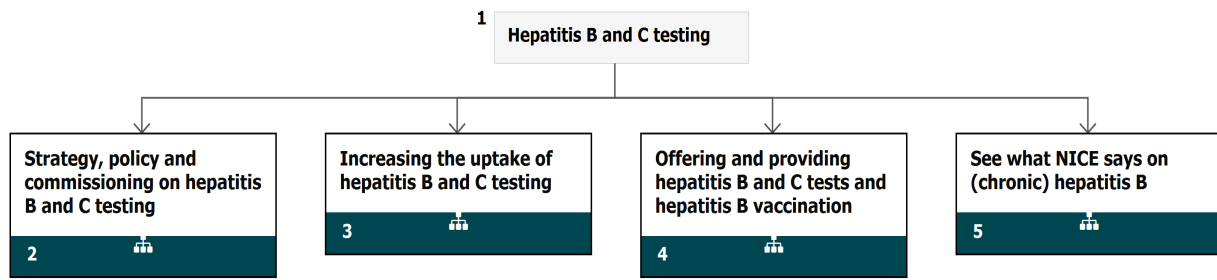 1
Hepatitis B and C testing
Strategy, policy and
commissioning on hepatitis
B and C testing
2
Increasing the uptake of
hepatitis B and C testing
3
Offering and providing
hepatitis B and C tests and
hepatitis B vaccination
4
See what NICE says on
(chronic) hepatitis B
5